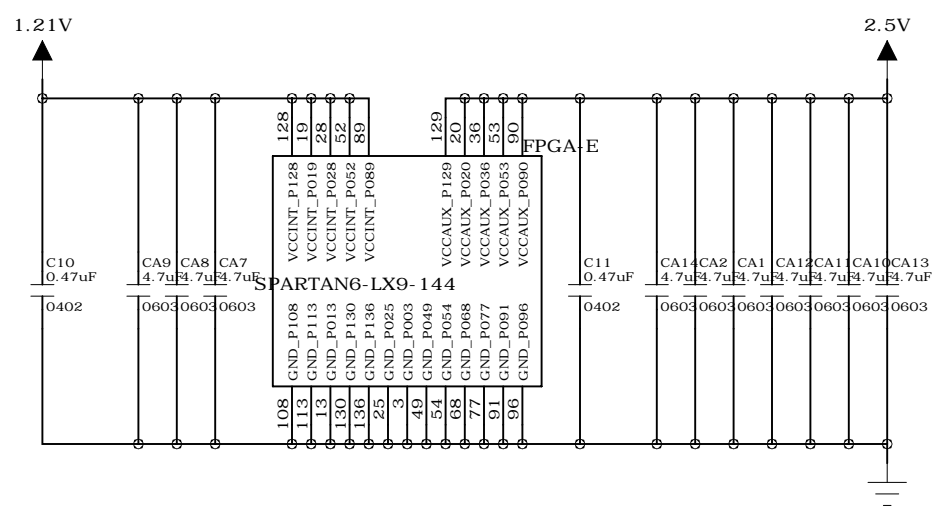 1.21V
2.5V
128
19
28
52
89
129
20
36
53
90
FPGA-E
VCCINT_P128
VCCINT_P019
VCCINT_P028
VCCINT_P052
VCCINT_P089
VCCAUX_P129
VCCAUX_P020
VCCAUX_P036
VCCAUX_P053
VCCAUX_P090
C10
0.47uF
0402
CA9
4.7uF
0603
CA8
4.7uF
0603
CA7
4.7uF
0603
SPARTAN6-LX9-144
C11
0.47uF
0402
CA14
4.7uF
0603
CA2
4.7uF
0603
CA1
4.7uF
0603
CA12
4.7uF
0603
CA11
4.7uF
0603
CA10
4.7uF
0603
CA13
4.7uF
0603
GND_P108
GND_P113
GND_P013
GND_P130
GND_P136
GND_P025
GND_P003
GND_P049
GND_P054
GND_P068
GND_P077
GND_P091
GND_P096
108
113
13
130
136
25
3
49
54
68
77
91
96